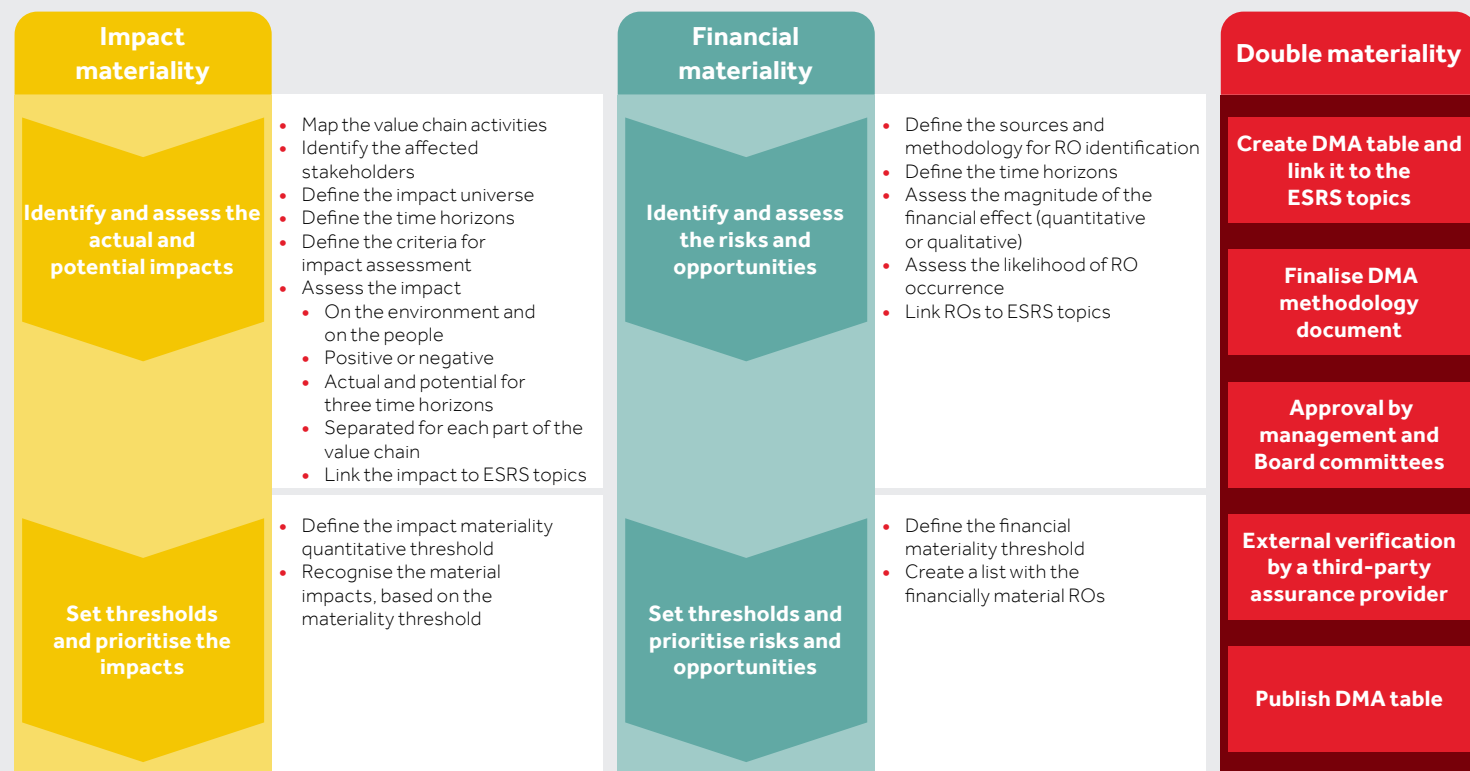 Impact
materiality
Identify and assess the
actual and
potential impacts
• Map the value chain activities
• Identify the affected
stakeholders
• Define the impact universe
• Define the time horizons
• Define the criteria for
impact assessment
• Assess the impact
• On the environment and
on the people
• Positive or negative
• Actual and potential for
three time horizons
• Separated for each part of the
value chain
• Link the impact to ESRS topics
Set thresholds
and prioritise the
impacts
• Define the impact materiality
quantitative threshold
• Recognise the material
impacts, based on the
materiality threshold
Financial
materiality
Identify and assess
the risks and
opportunities
• Define the sources and
methodology for RO identification
• Define the time horizons
• Assess the magnitude of the
financial effect (quantitative
or qualitative)
• Assess the likelihood of RO
occurrence
• Link ROs to ESRS topics
Set thresholds and
prioritise risks and
opportunities
• Define the financial
materiality threshold
• Create a list with the
financially material ROs
Double materiality
Create DMA table and
link it to the
ESRS topics
Finalise DMA
methodology
document
Approval by
management and
Board committees
External verification
by a third-party
assurance provider
Publish DMA table